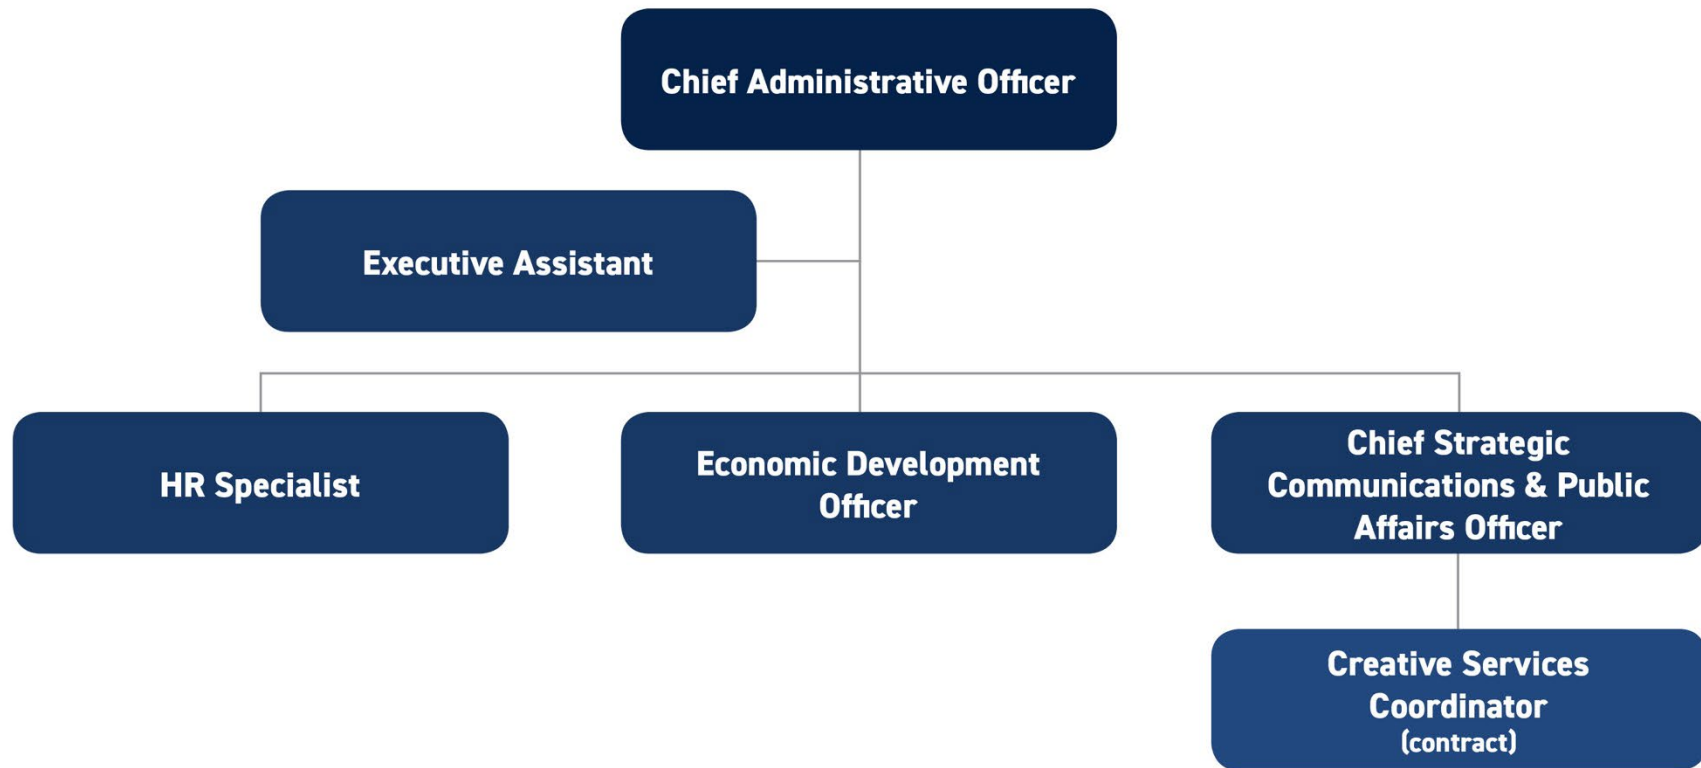 Chief Administrative Officer
Executive Assistant
HR Specialist
Economic Development
Officer
Chief Strategic
Communications & Public
Affairs Officer
Creative Services
Coordinator
(contract)